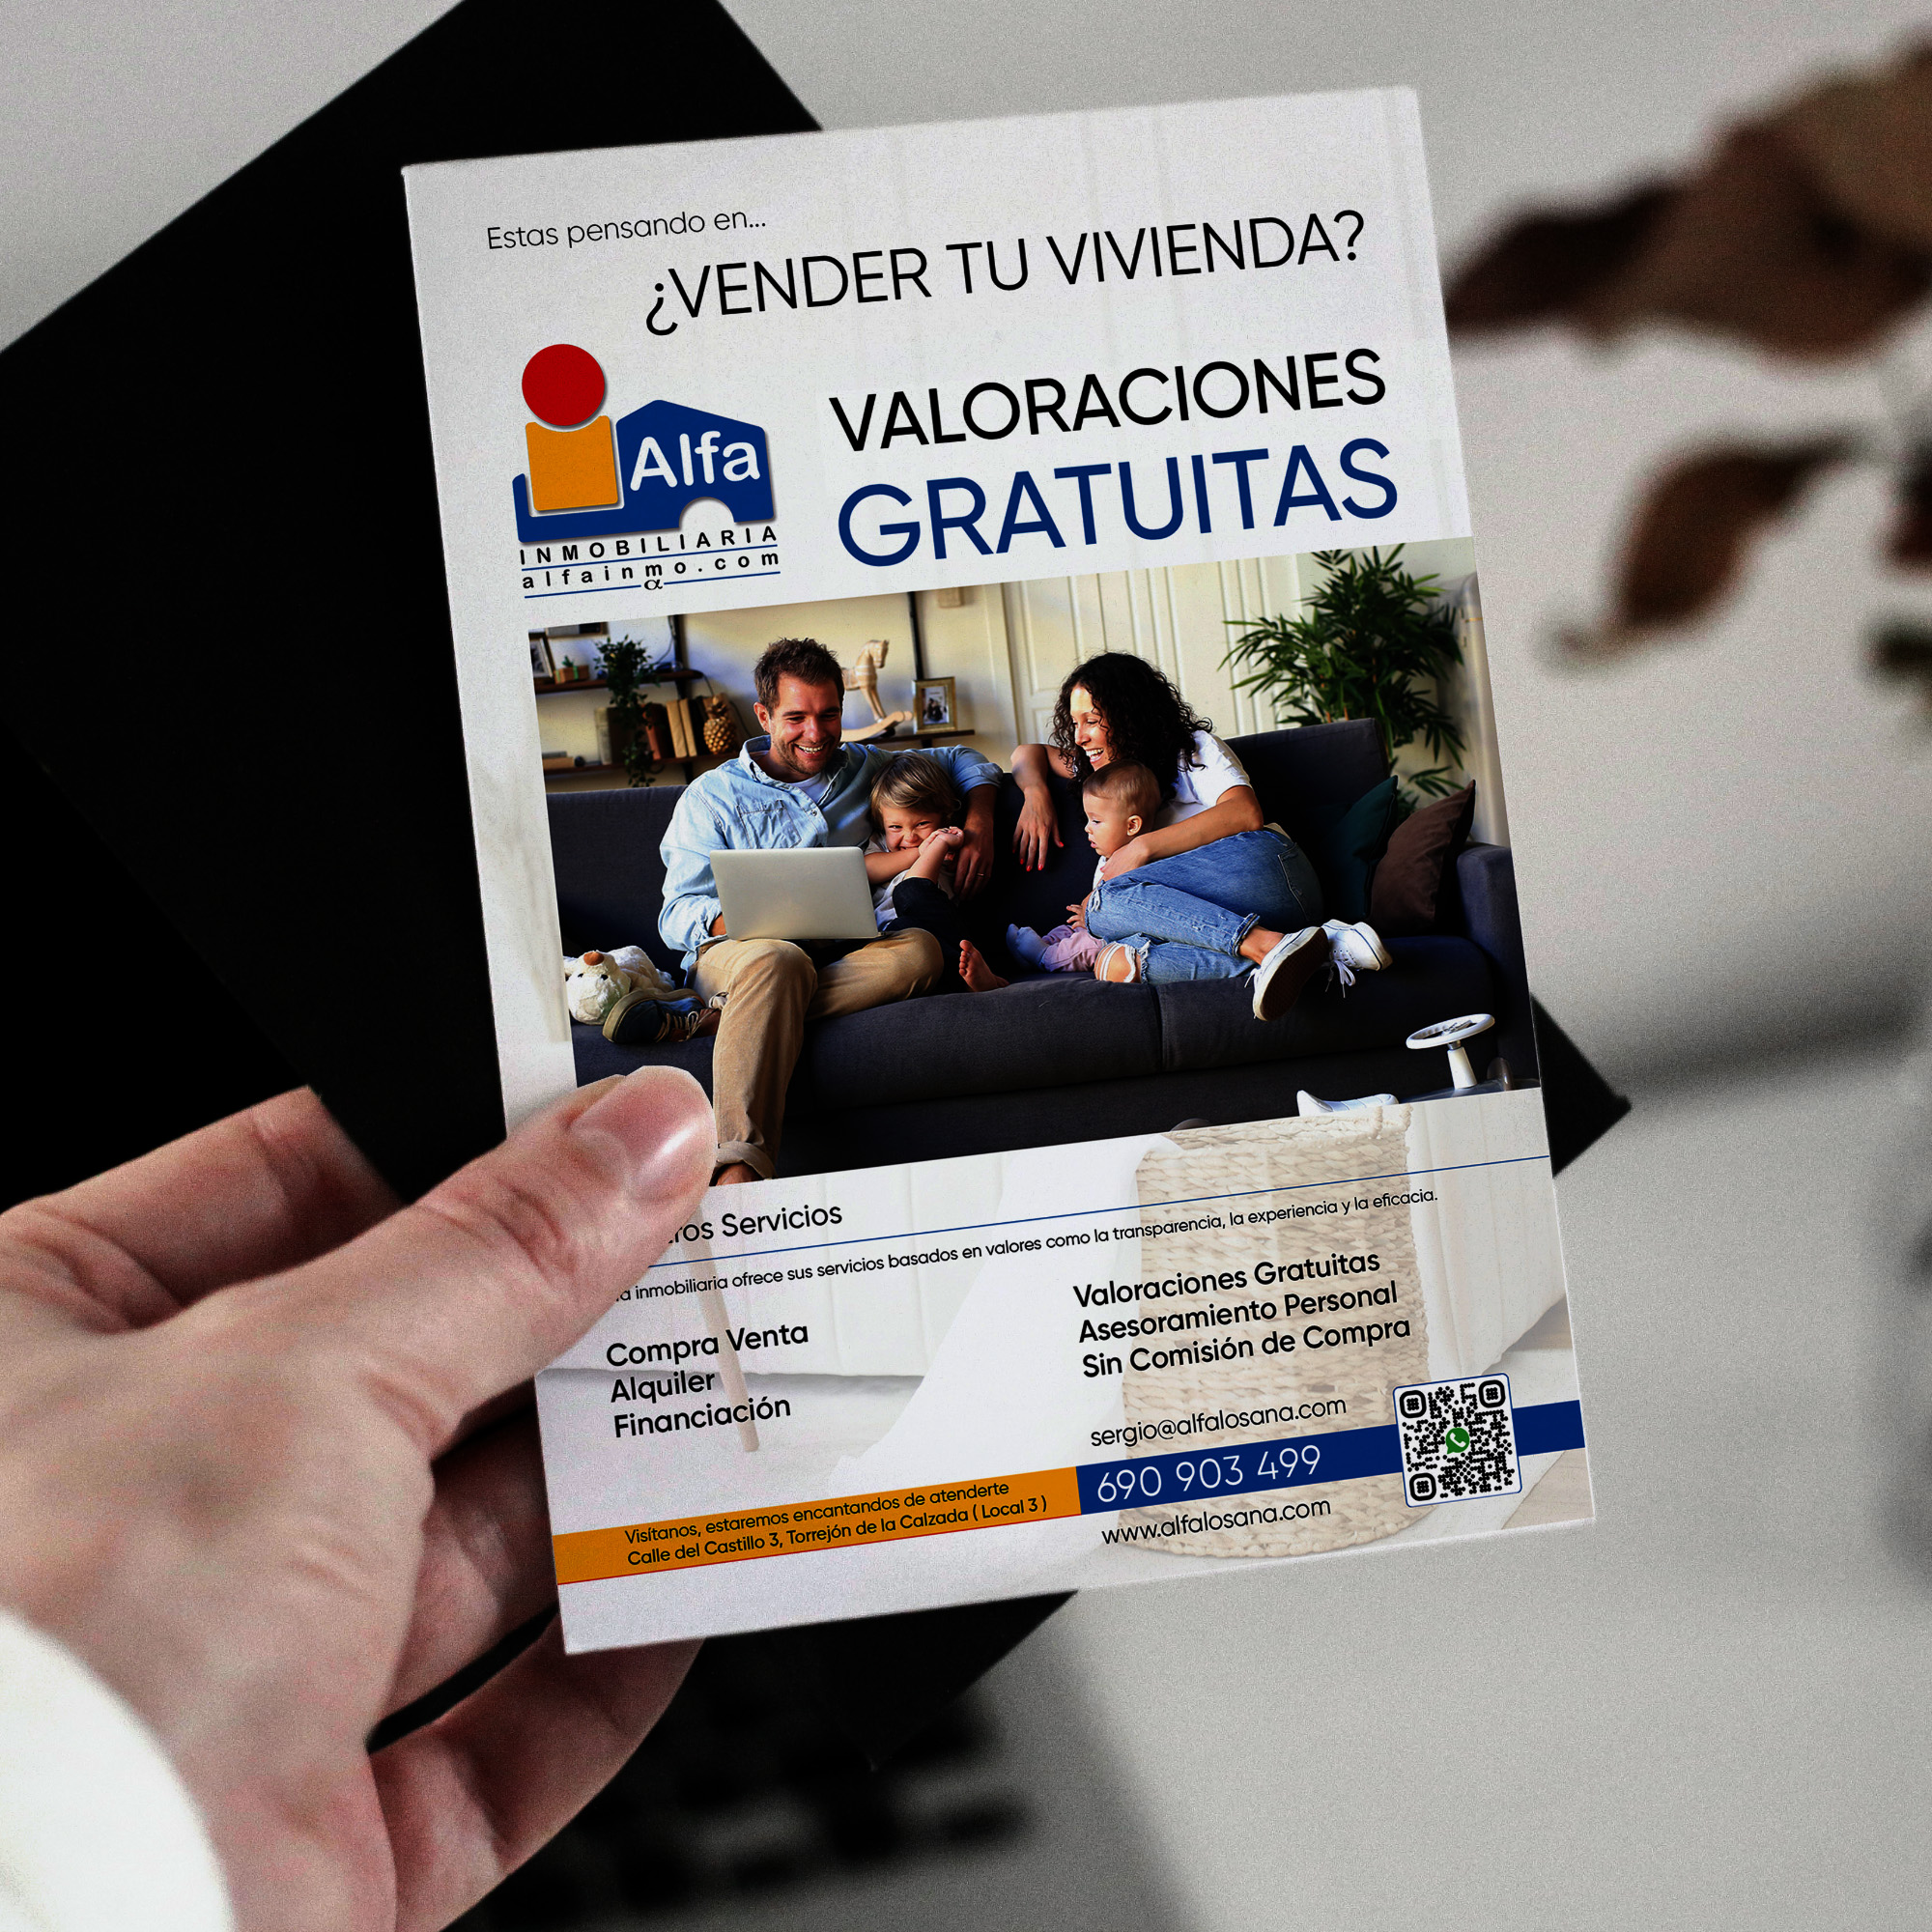 Estas pensando en...
¿VENDER TU VIVIENDA?
Alfa
INMOBILIARIA
alfainmo.com
α
VALORACIONES
GRATUITAS
Servicios
inmobiliaria ofrece sus servicios basados en valores como la transparencia, la experiencia y la eficacia.
Compra Venta
Alquiler
Financiación
Valoraciones Gratuitas
Asesoramiento Personal
Sin Comisión de Compra
sergio@alfalosana.com
690 903 499
www.alfalosana.com
Visítanos, estaremos encantandos de atenderte
Calle del Castillo 3, Torrejón de la Calzada ( Local 3 )